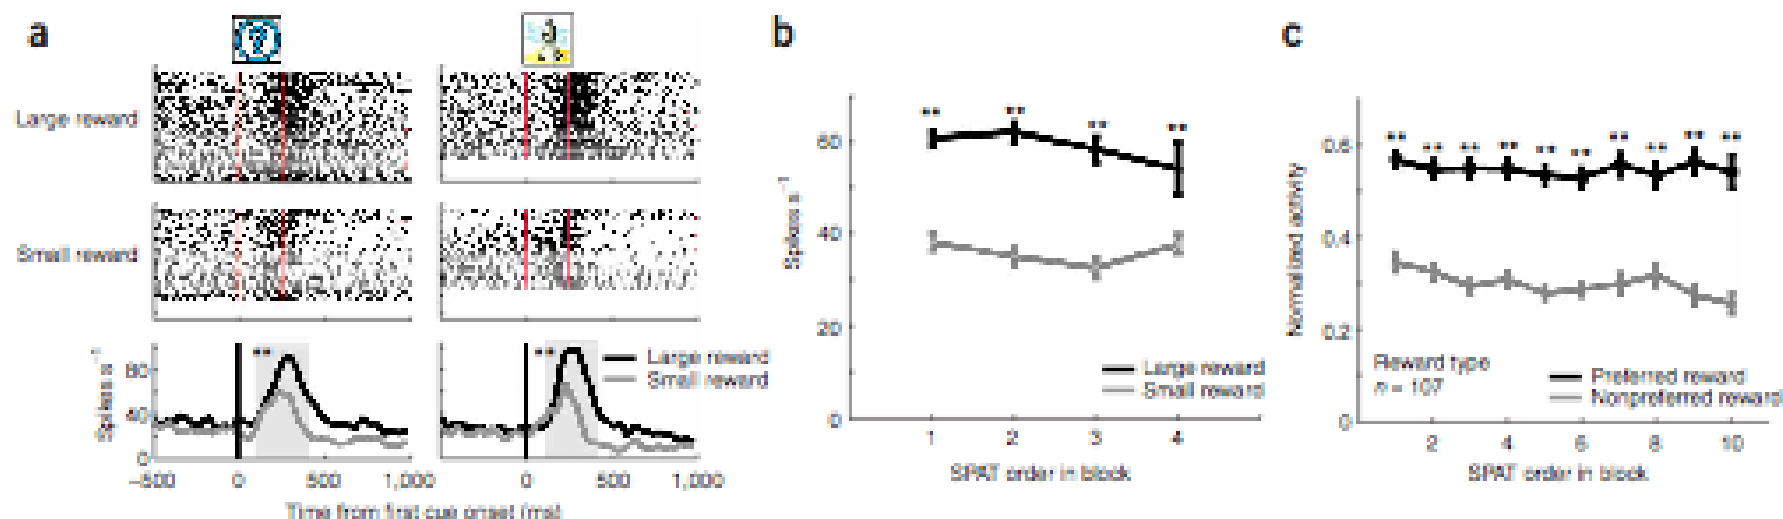 a
?
Large reward
Small reward
Spikes s⁻¹
80
40
0
**
**
Large reward
Small reward
-500 0 500 1,000
0 500 1,000
Time from first cue onset (ms)
b
Spikes s⁻¹
60
40
20
0
** ** ** **
Large reward
Small reward
1 2 3 4
SPAT order in block
c
Normalized activity
0.6
0.4
0.2
0
** ** ** ** ** ** ** ** ** **
Reward type
n = 107
Preferred reward
Nonpreferred reward
2 4 6 8 10
SPAT order in block